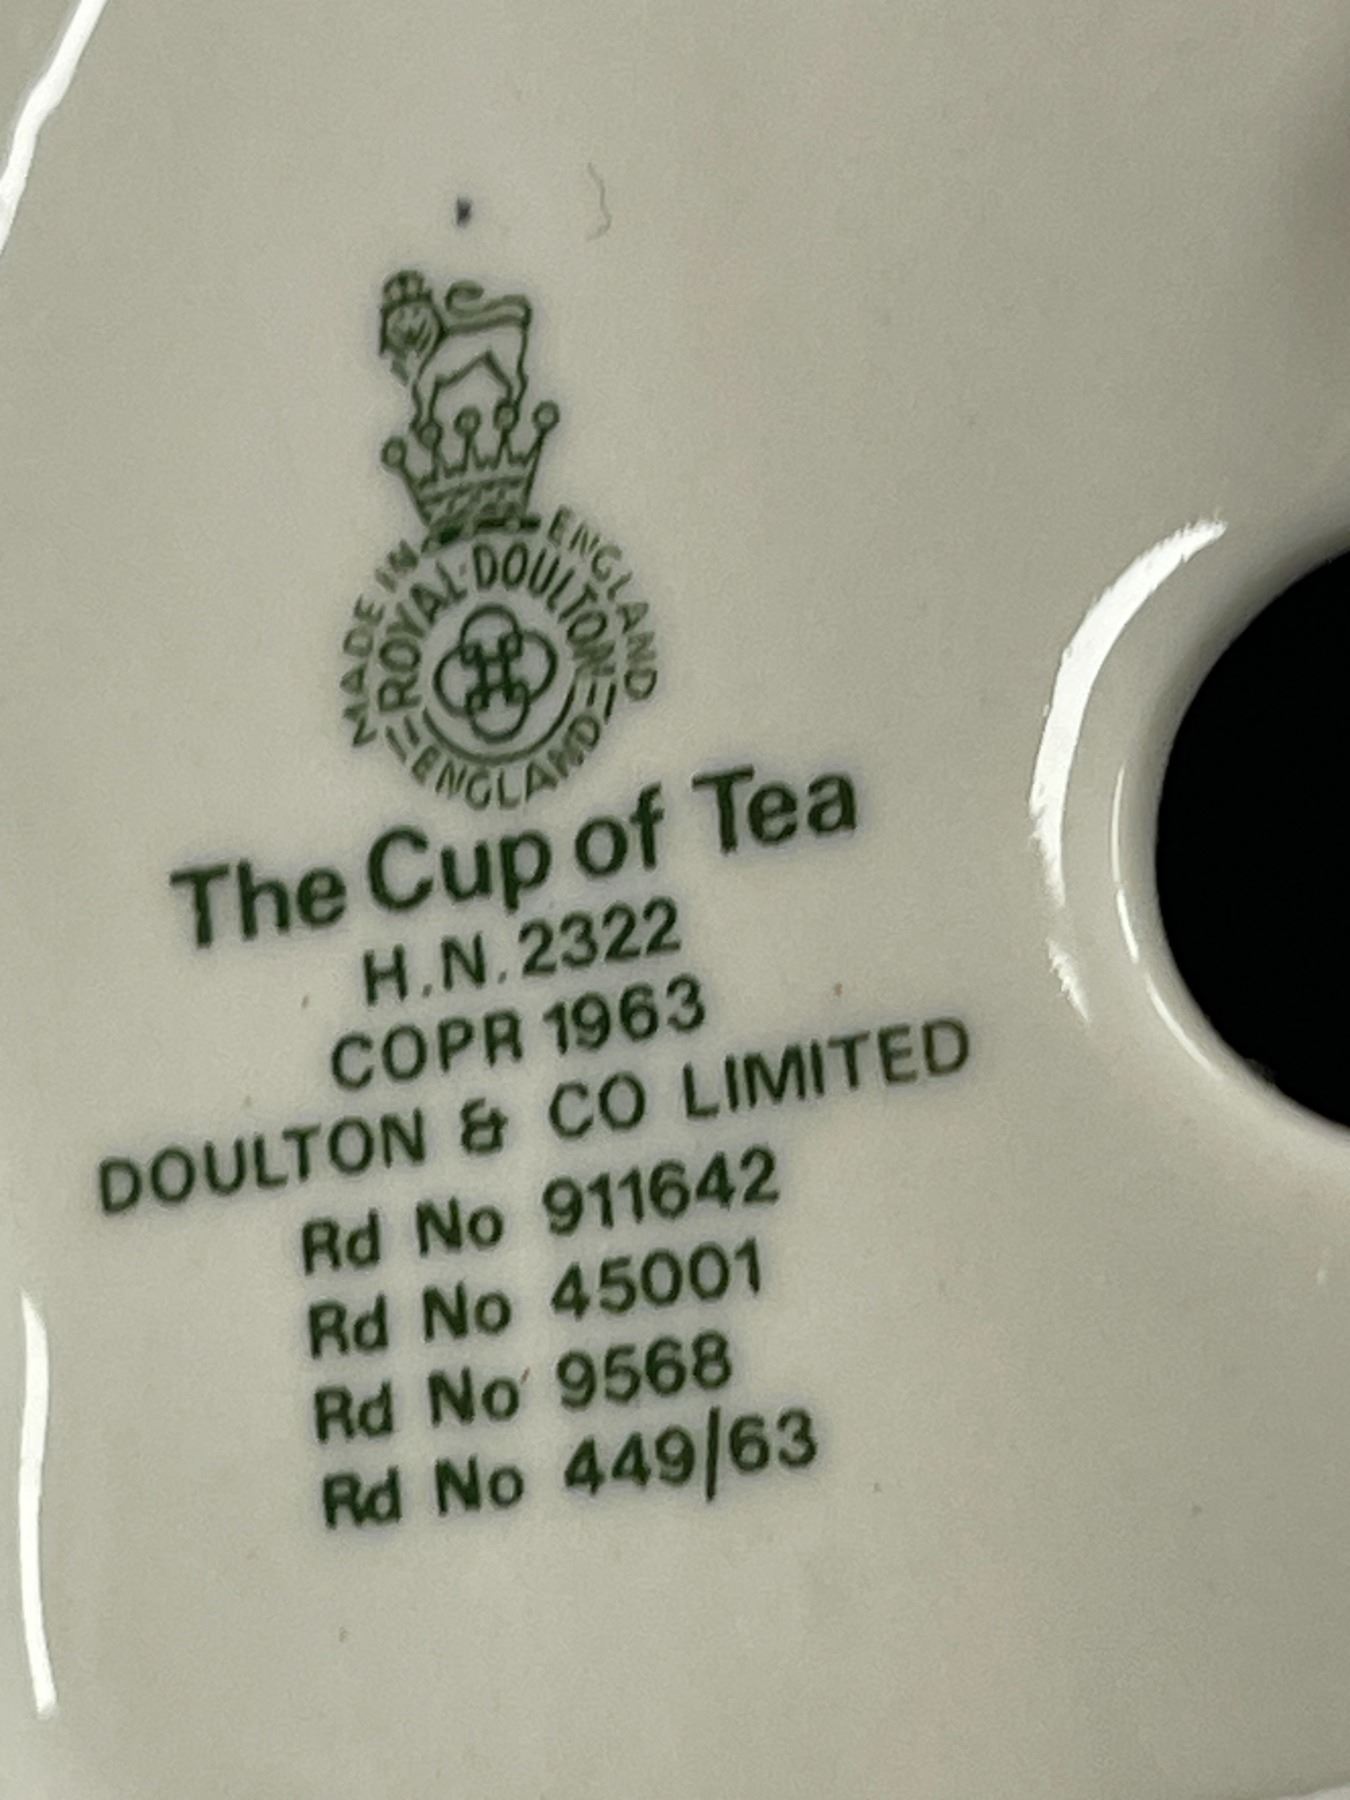 MADE IN ENGLAND
ROYAL·DOULTON
ENGLAND
The Cup of Tea
H.N.2322
COPR 1963
DOULTON & CO LIMITED
Rd No 911642
Rd No 45001
Rd No 9568
Rd No 449/63